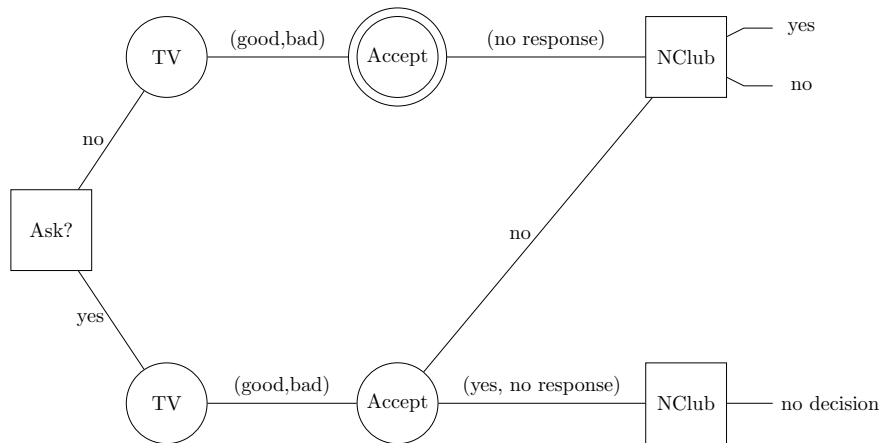 TV
(good,bad)
Accept
(no response)
NClub
yes
no
no
Ask?
no
yes
TV
(good,bad)
Accept
(yes, no response)
NClub
no decision